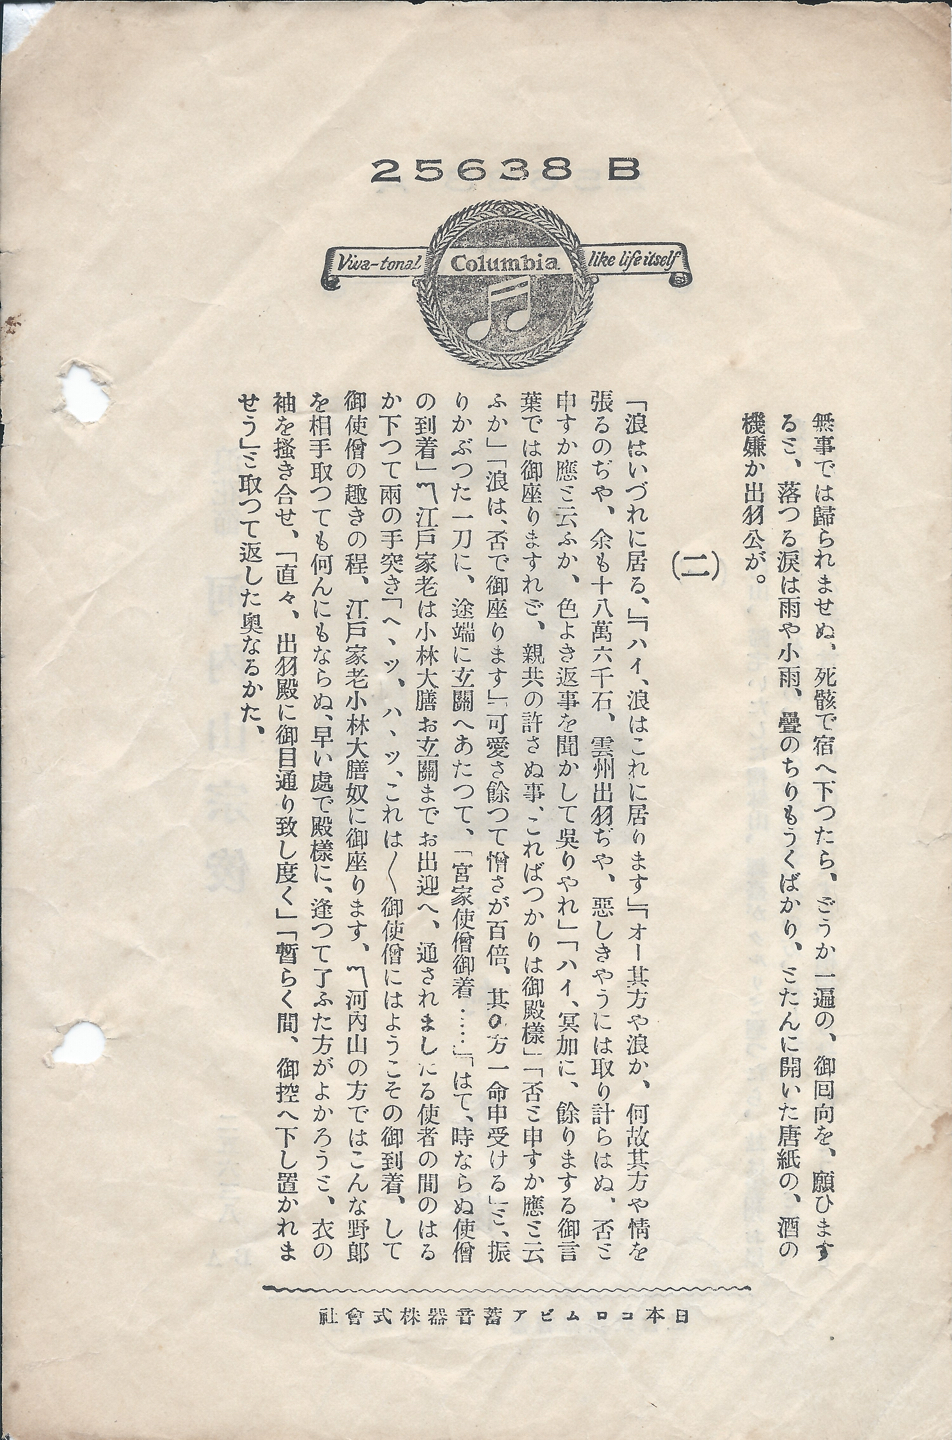 25638 B
Viva-tonal Columbia like life itself
無事では歸られませぬ、死骸で宿へ下つたら、どうか一遍の、御囘向を、願ひます
ると、落つる涙は雨や小雨、疊のちりもうくばかり、とたんに開いた唐紙の、酒の
機嫌か出羽公が。
(二)
「浪はいづれに居る、」「ハイ、浪はこれに居ります」「オー其方や浪か、何故其方や情を
張るのぢや、余も十八萬六千石、雲州出羽ぢや、惡しきやうには取り計らはぬ、否と
申すか應と云ふか、色よき返事を聞かして呉りやれ」「ハイ、冥加に、餘りまする御言
葉では御座りますれど、親共の許さぬ事、こればつかりは御殿樣」「否と申すか應と云
ふか」「浪は、否で御座ります」「可愛さ餘つて憎さが百倍、其の方一命申受ける」と、振
りかぶつた一刀に、途端に玄關へあたつて、「宮家使僧御着……」「はて、時ならぬ使僧
の到着」〽江戸家老は小林大膳お玄關までお出迎へ、通されましたる使者の間のはる
か下つて兩の手突き「ヘ、ッ、ハ、ッ、これは〱御使僧にはようこその御到着、して
御使僧の趣きの程、江戸家老小林大膳奴に御座ります、〽河内山の方ではこんな野郎
を相手取つても何んにもならぬ、早い處で殿樣に、逢つて了ふた方がよかろうと、衣の
袖を搔き合せ、「直々、出羽殿に御目通り致し度く」「暫らく間、御控へ下し置かれま
せう」と取つて返した奧なるかた、
日本コロムビア蓄音器株式會社